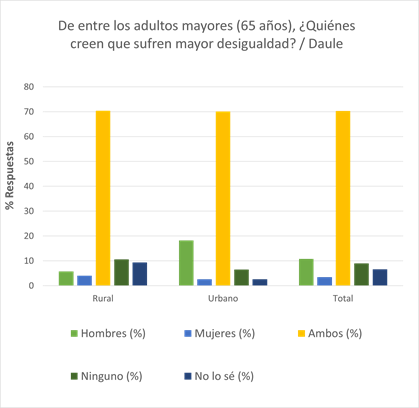 De entre los adultos mayores (65 años), ¿Quiénes
creen que sufren mayor desigualdad? / Daule
% Respuestas
80
70
60
50
40
30
20
10
0
Rural
Urbano
Total
Hombres (%)
Mujeres (%)
Ambos (%)
Ninguno (%)
No lo sé (%)